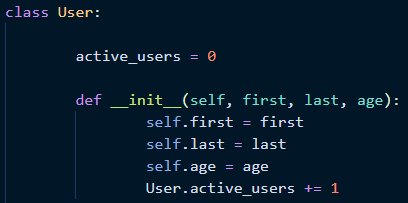 class User:
active_users = 0
def __init__(self, first, last, age):
self.first = first
self.last = last
self.age = age
User.active_users += 1